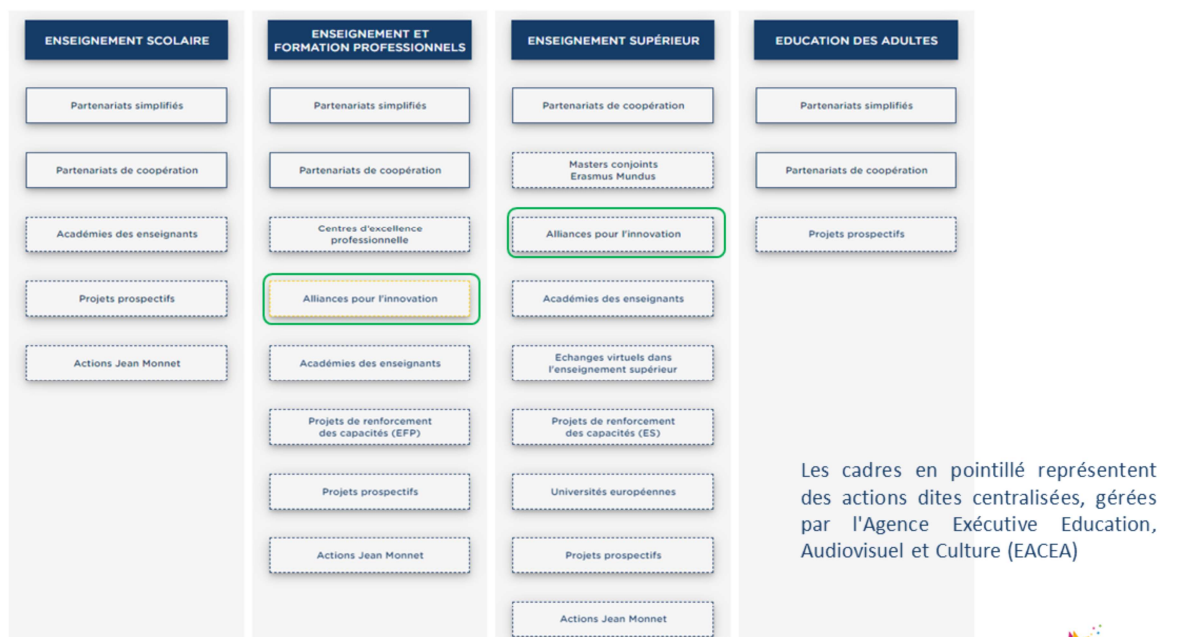 ENSEIGNEMENT SCOLAIRE
Partenariats simplifiés
Partenariats de coopération
Académies des enseignants
Projets prospectifs
Actions Jean Monnet
ENSEIGNEMENT ET
FORMATION PROFESSIONNELS
Partenariats simplifiés
Partenariats de coopération
Centres d'excellence
professionnelle
Alliances pour l'innovation
Académies des enseignants
Projets de renforcement
des capacités (EFP)
Projets prospectifs
Actions Jean Monnet
ENSEIGNEMENT SUPÉRIEUR
Partenariats de coopération
Masters conjoints
Erasmus Mundus
Alliances pour l'innovation
Académies des enseignants
Echanges virtuels dans
l'enseignement supérieur
Projets de renforcement
des capacités (ES)
Universités européennes
Projets prospectifs
Actions Jean Monnet
EDUCATION DES ADULTES
Partenariats simplifiés
Partenariats de coopération
Projets prospectifs
Les cadres en pointillé représentent
des actions dites centralisées, gérées
par l'Agence Exécutive Education,
Audiovisuel et Culture (EACEA)